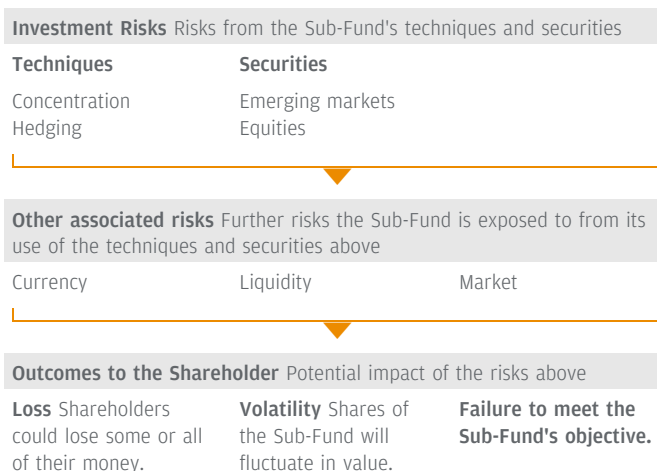 Investment Risks Risks from the Sub-Fund's techniques and securities
Techniques
Securities
Concentration
Hedging
Emerging markets
Equities
Other associated risks Further risks the Sub-Fund is exposed to from its
use of the techniques and securities above
Currency
Liquidity
Market
Outcomes to the Shareholder Potential impact of the risks above
Loss Shareholders
could lose some or all
of their money.
Volatility Shares of
the Sub-Fund will
fluctuate in value.
Failure to meet the
Sub-Fund's objective.